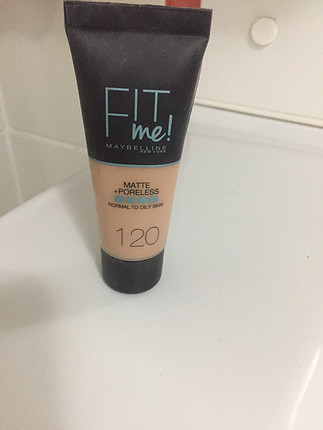 FIT
me!
MAYBELLINE
NEW YORK
MATTE
+PORELESS
NORMAL TO OILY SKIN
120